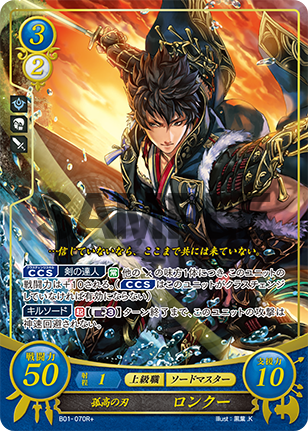 3
2
SAMPLE
…信じていないなら、ここまで共には来ていない。
CCS 剣の達人 常 他の の味方1体につき、このユニットの
戦闘力は+10される。（ CCS はこのユニットがクラスチェンジ
していなければ有効にならない）
キルソード 起 【 3】ターン終了まで、このユニットの攻撃は
神速回避されない。
戦闘力
50
射程 1 上級職 ソードマスター
支援力
10
孤高の刃 ロンクー
B01-070R+ Illust：黒葉.K